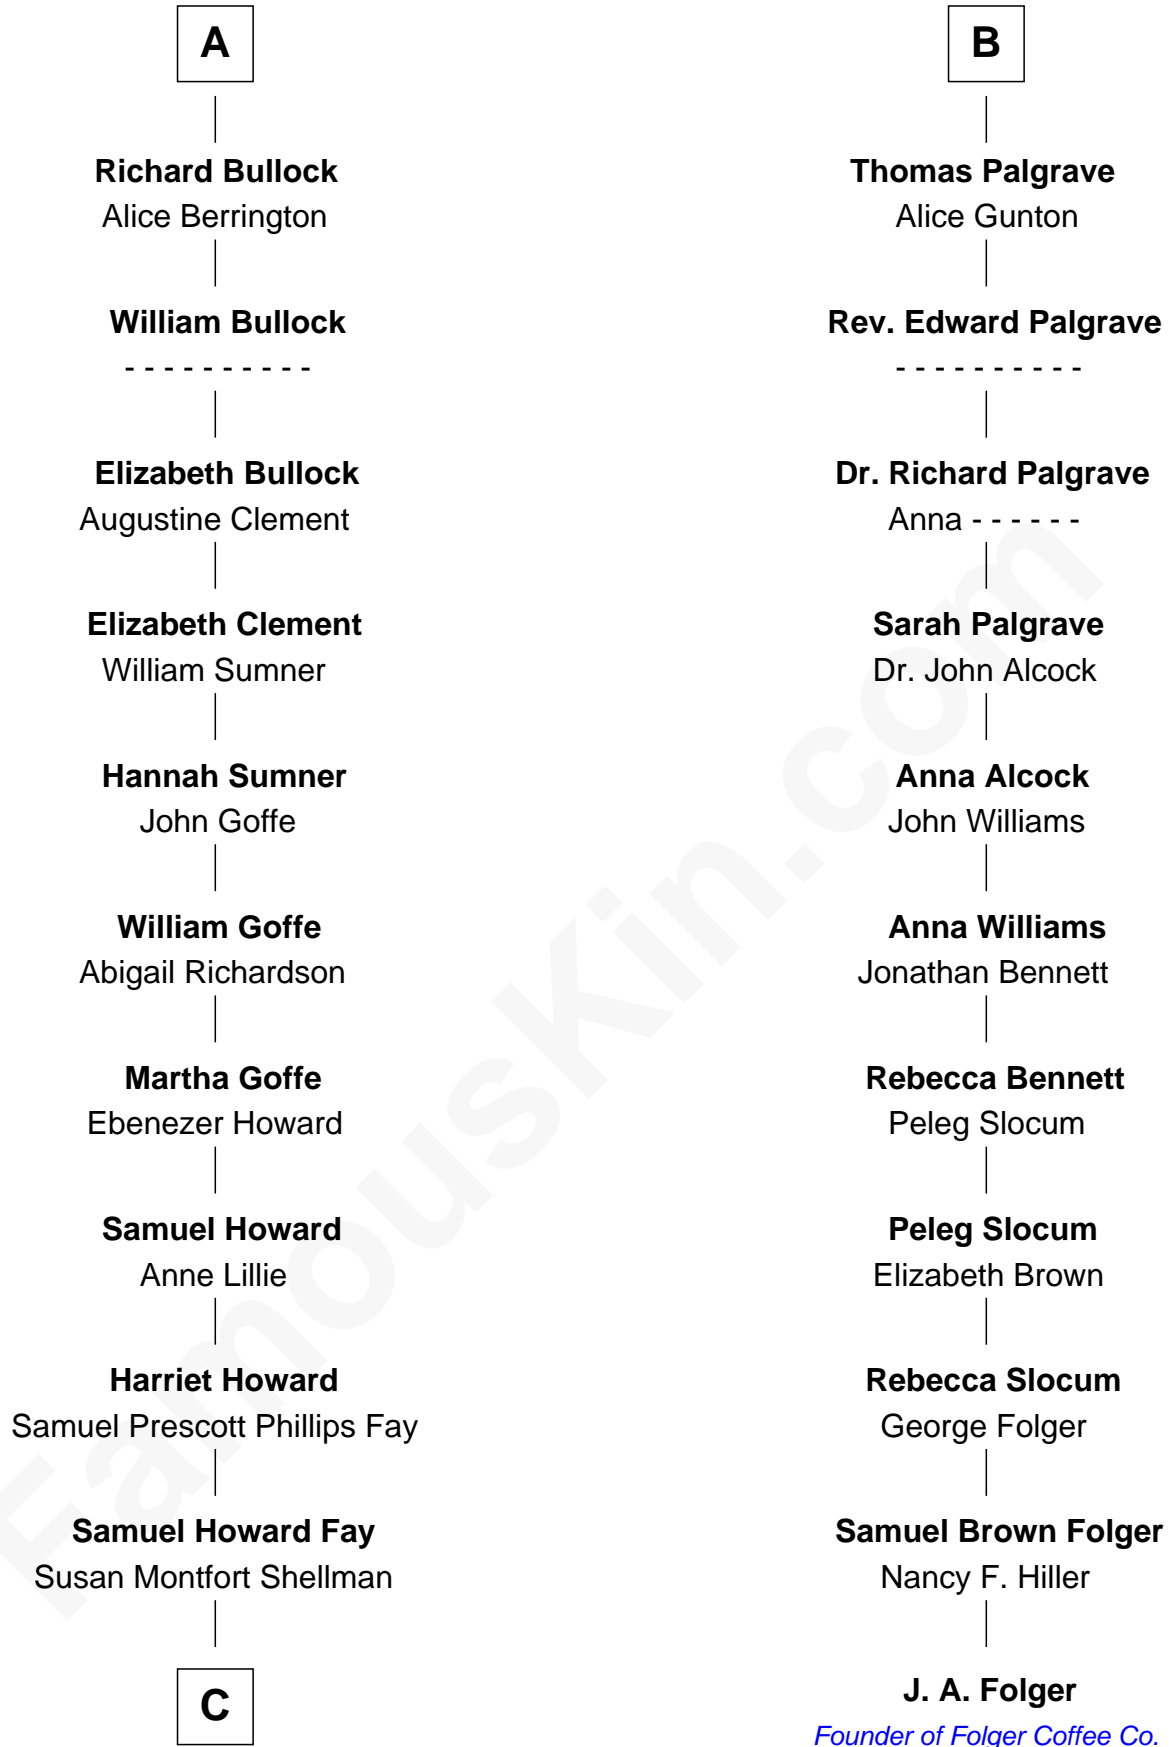 A
Richard Bullock
Alice Berrington
William Bullock
- - - - - - - - - -
Elizabeth Bullock
Augustine Clement
Elizabeth Clement
William Sumner
Hannah Sumner
John Goffe
William Goffe
Abigail Richardson
Martha Goffe
Ebenezer Howard
Samuel Howard
Anne Lillie
Harriet Howard
Samuel Prescott Phillips Fay
Samuel Howard Fay
Susan Montfort Shellman
C
B
Thomas Palgrave
Alice Gunton
Rev. Edward Palgrave
- - - - - - - - - -
Dr. Richard Palgrave
Anna - - - - - -
Sarah Palgrave
Dr. John Alcock
Anna Alcock
John Williams
Anna Williams
Jonathan Bennett
Rebecca Bennett
Peleg Slocum
Peleg Slocum
Elizabeth Brown
Rebecca Slocum
George Folger
Samuel Brown Folger
Nancy F. Hiller
J. A. Folger
Founder of Folger Coffee Co.
FamousKin.com